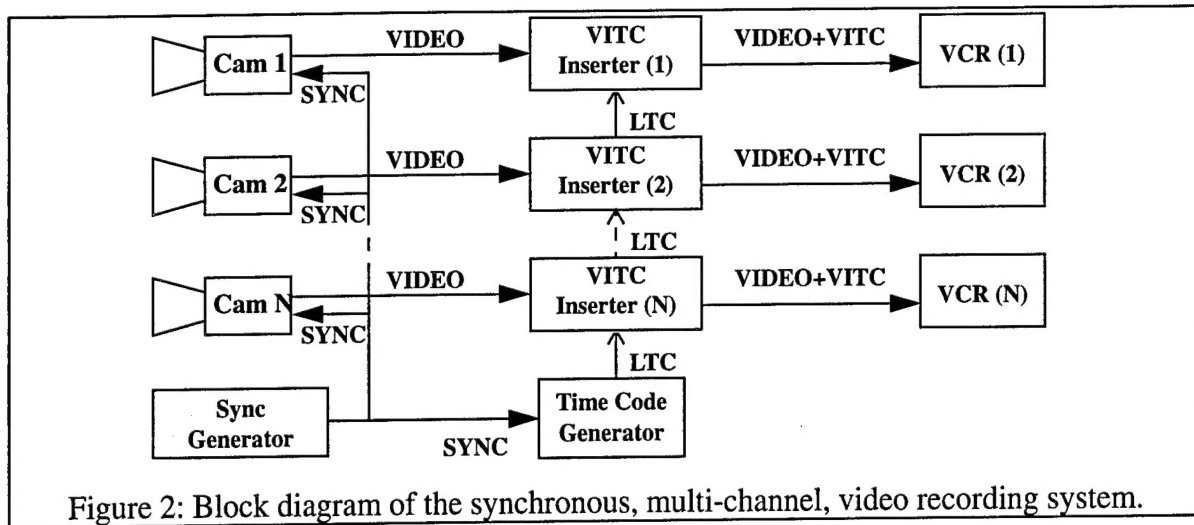 Cam 1
VIDEO
VITC
Inserter (1)
VIDEO+VITC
VCR (1)
SYNC
LTC
Cam 2
VIDEO
VITC
Inserter (2)
VIDEO+VITC
VCR (2)
SYNC
LTC
Cam N
VIDEO
VITC
Inserter (N)
VIDEO+VITC
VCR (N)
SYNC
LTC
Sync
Generator
SYNC
Time Code
Generator
Figure 2: Block diagram of the synchronous, multi-channel, video recording system.